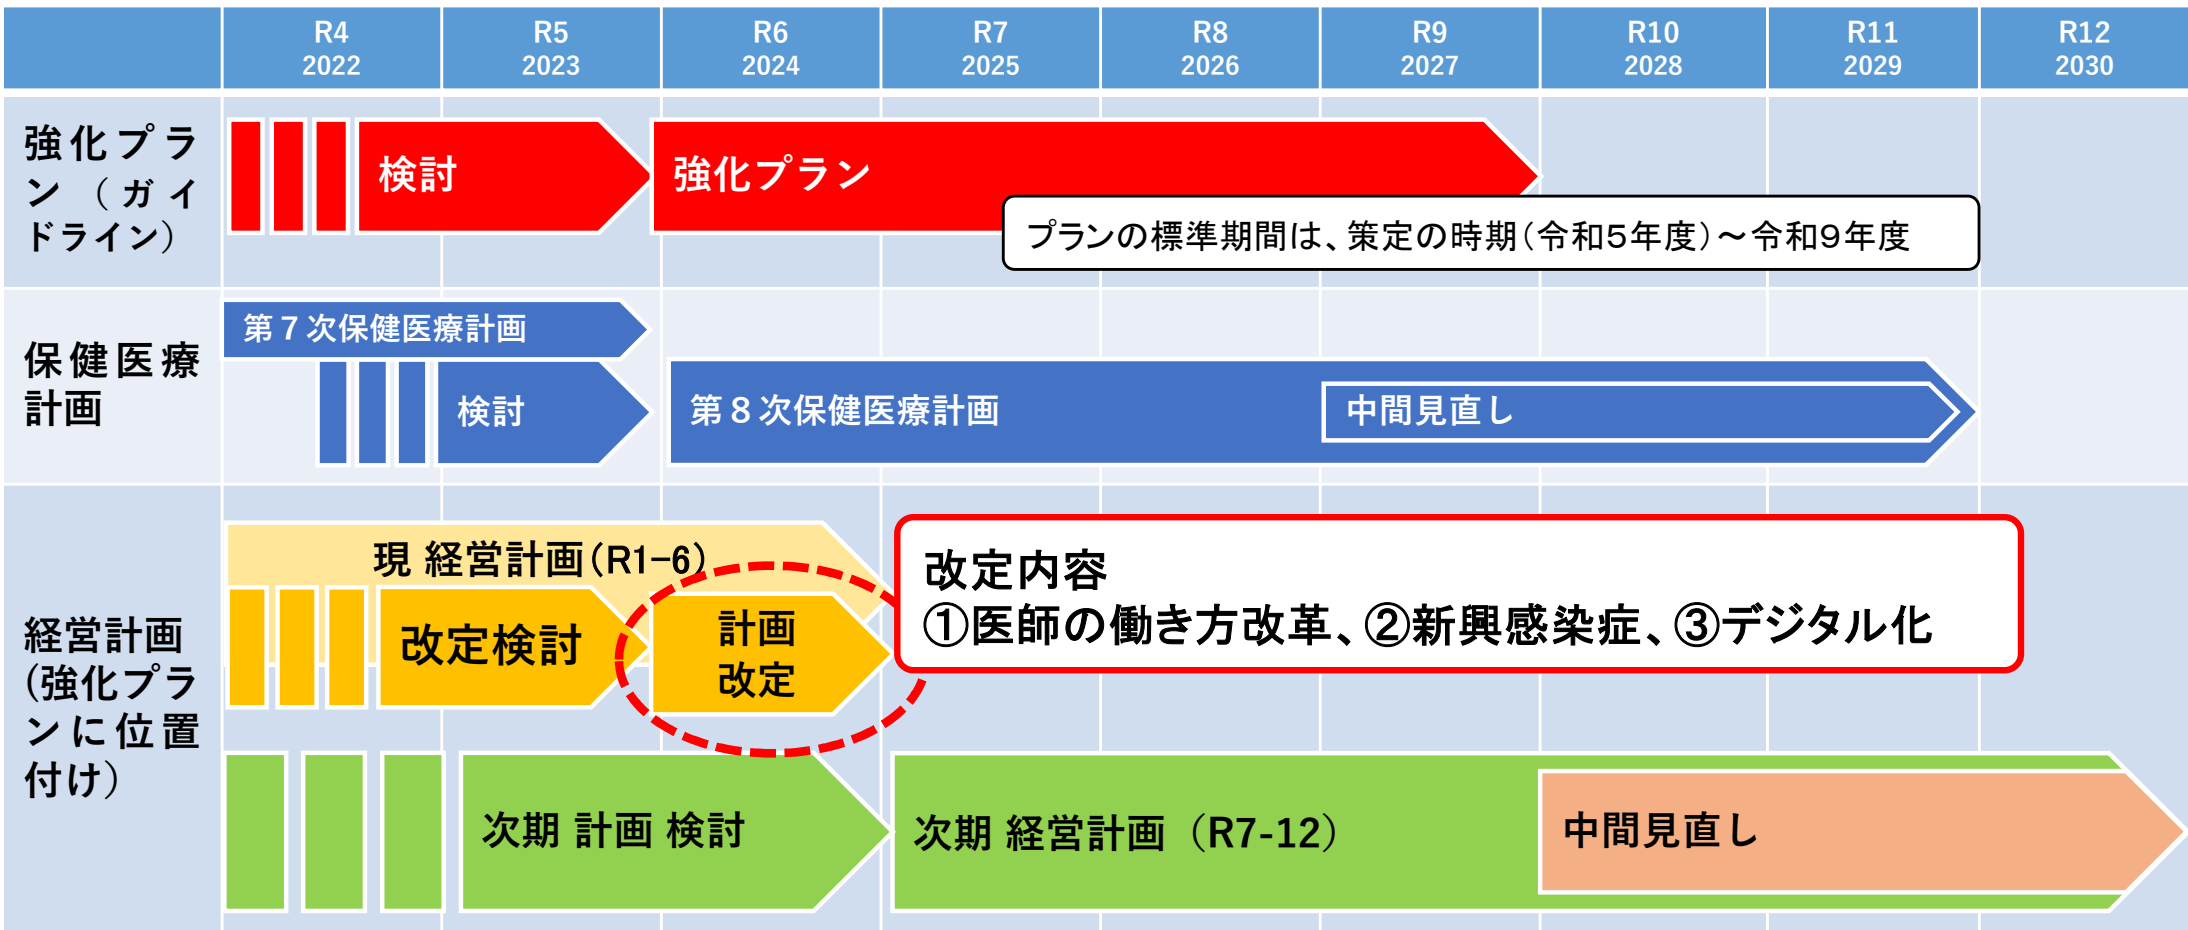 R4
2022
R5
2023
R6
2024
R7
2025
R8
2026
R9
2027
R10
2028
R11
2029
R12
2030
強化プラ
ン（ガイ
ドライン）
検討
強化プラン
プランの標準期間は、策定の時期（令和５年度）～令和９年度
保健医療
計画
第７次保健医療計画
検討
第８次保健医療計画
中間見直し
経営計画
（強化プラ
ンに位置
付け）
現 経営計画（R1−6）
改定検討
計画
改定
改定内容
①医師の働き方改革、②新興感染症、③デジタル化
次期 計画 検討
次期 経営計画（R7-12）
中間見直し